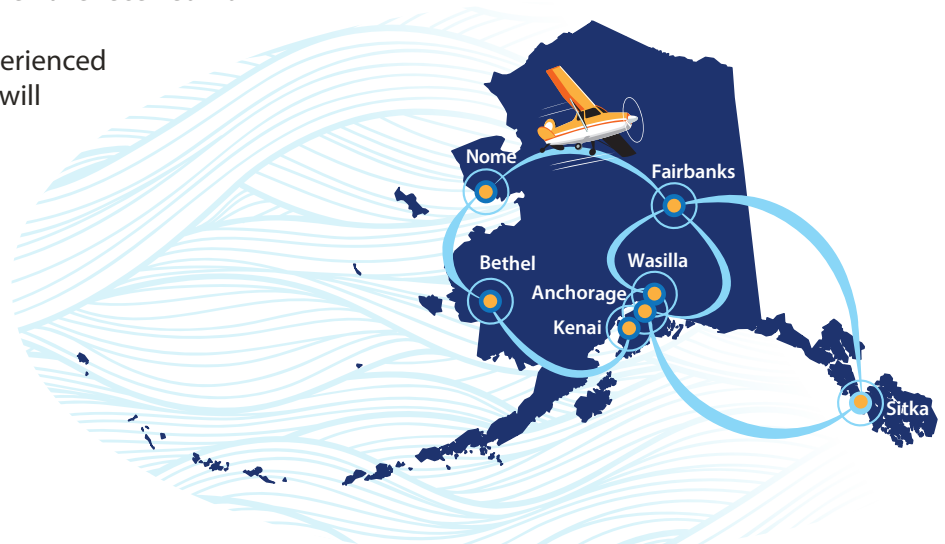 erienced
will
Nome
Fairbanks
Bethel
Wasilla
Anchorage
Kenai
Sitka